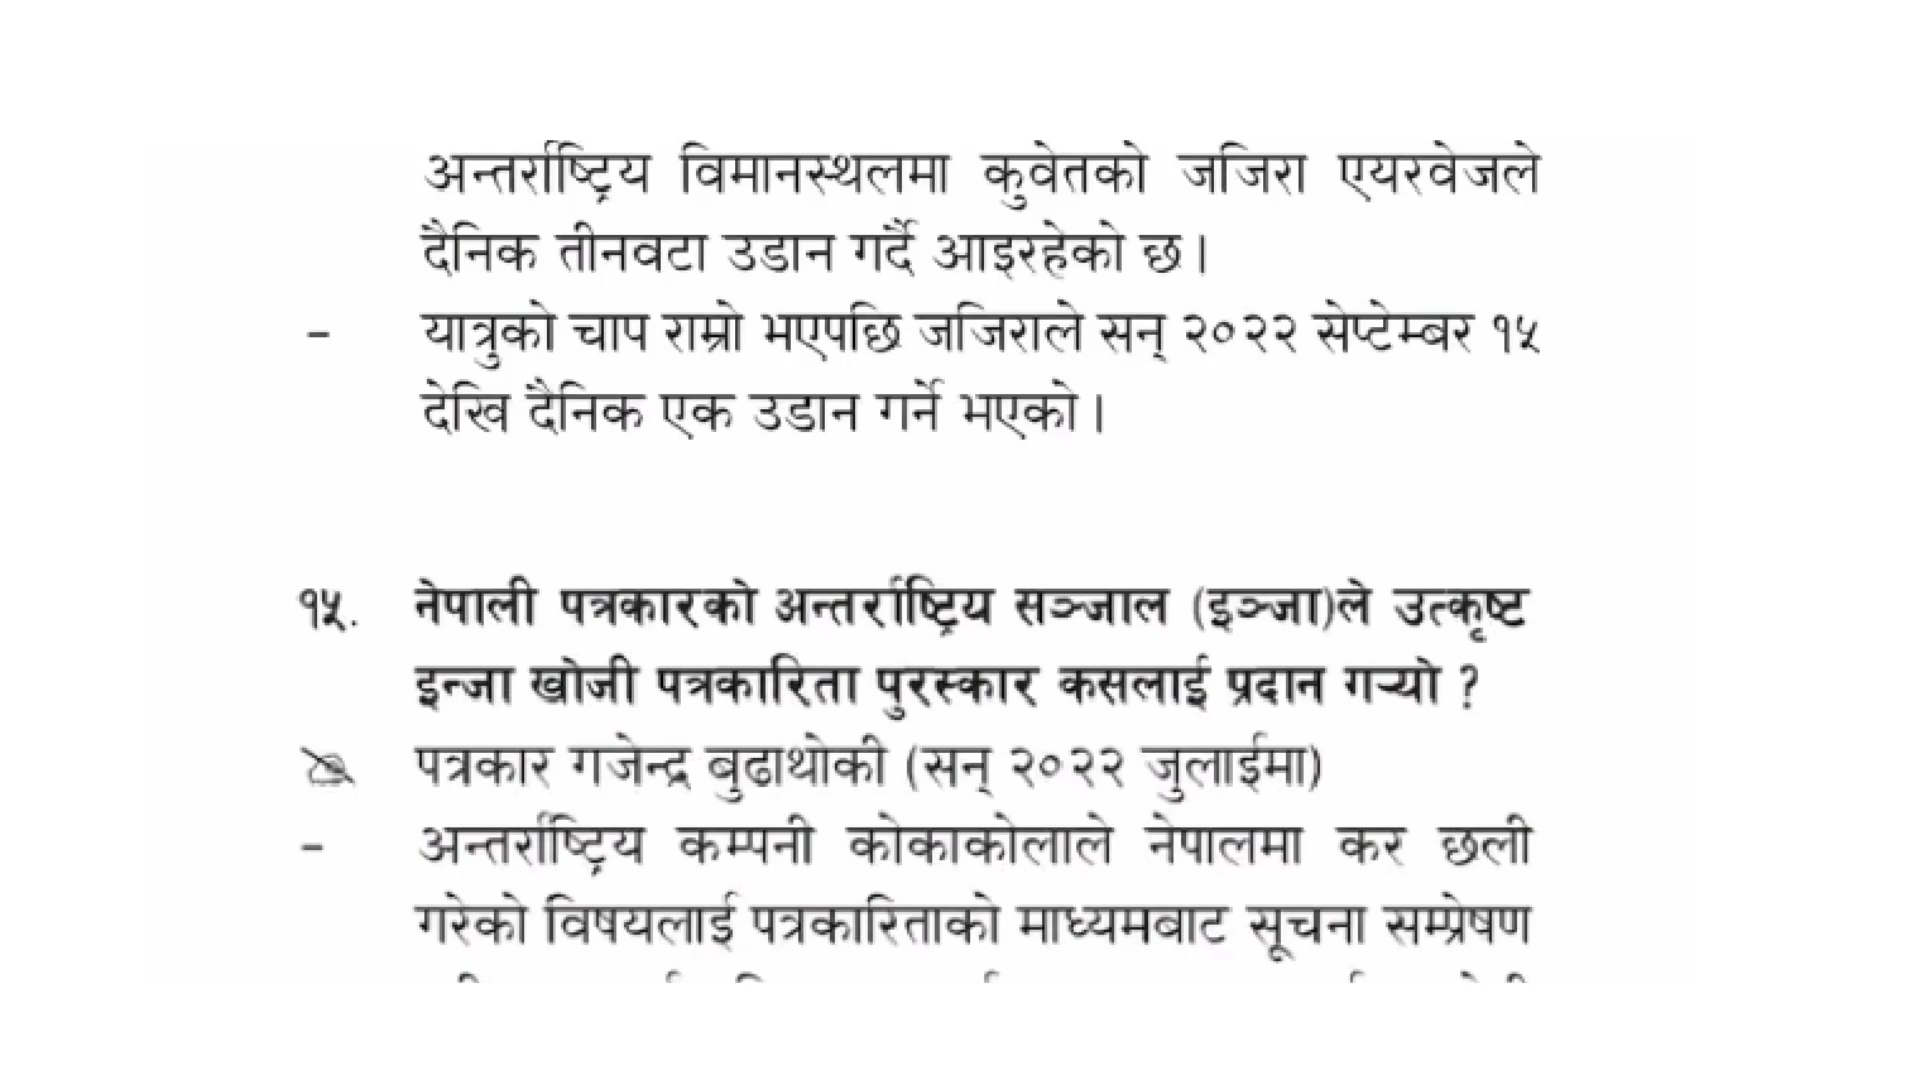 अन्तर्राष्ट्रिय विमानस्थलमा कुवेतको जजिरा एयरवेजले
दैनिक तीनवटा उडान गर्दै आइरहेको छ।
- यात्रुको चाप राम्रो भएपछि जजिराले सन् २०२२ सेप्टेम्बर १५
देखि दैनिक एक उडान गर्ने भएको।
१५. नेपाली पत्रकारको अन्तर्राष्ट्रिय सञ्जाल (इञ्जा)ले उत्कृष्ट
इन्जा खोजी पत्रकारिता पुरस्कार कसलाई प्रदान गऱ्यो ?
पत्रकार गजेन्द्र बुढाथोकी (सन् २०२२ जुलाईमा)
- अन्तर्राष्ट्रिय कम्पनी कोकाकोलाले नेपालमा कर छली
गरेको विषयलाई पत्रकारिताको माध्यमबाट सूचना सम्प्रेषण